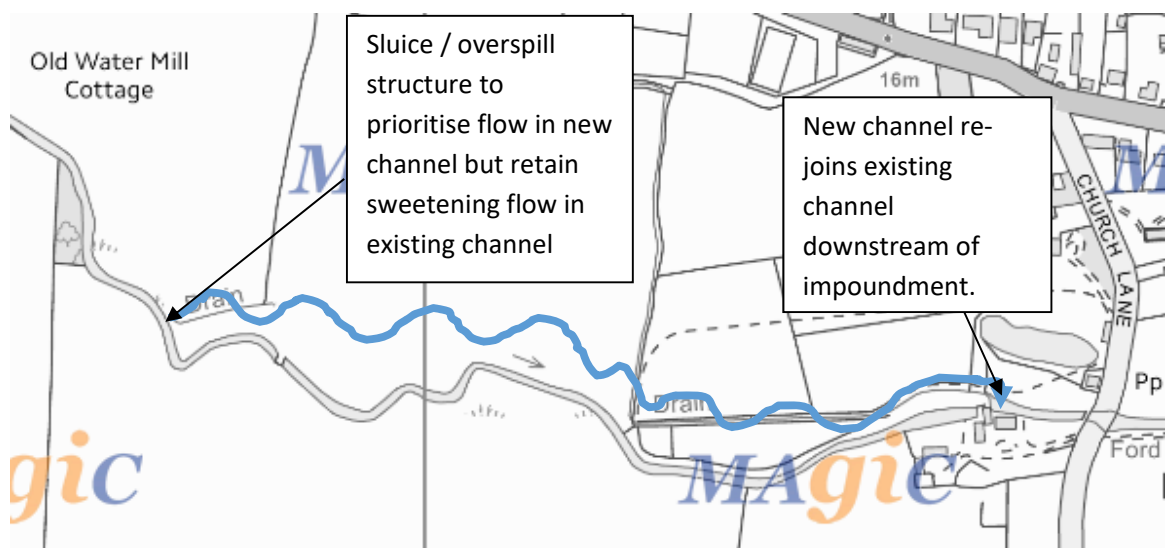 Old Water Mill
Cottage
Sluice / overspill
structure to
prioritise flow in new
channel but retain
sweetening flow in
existing channel
16m
New channel re-
joins existing
channel
downstream of
impoundment.
CHURCH LANE
Drain
Drain
Pp
Ford
MAgiC
gic